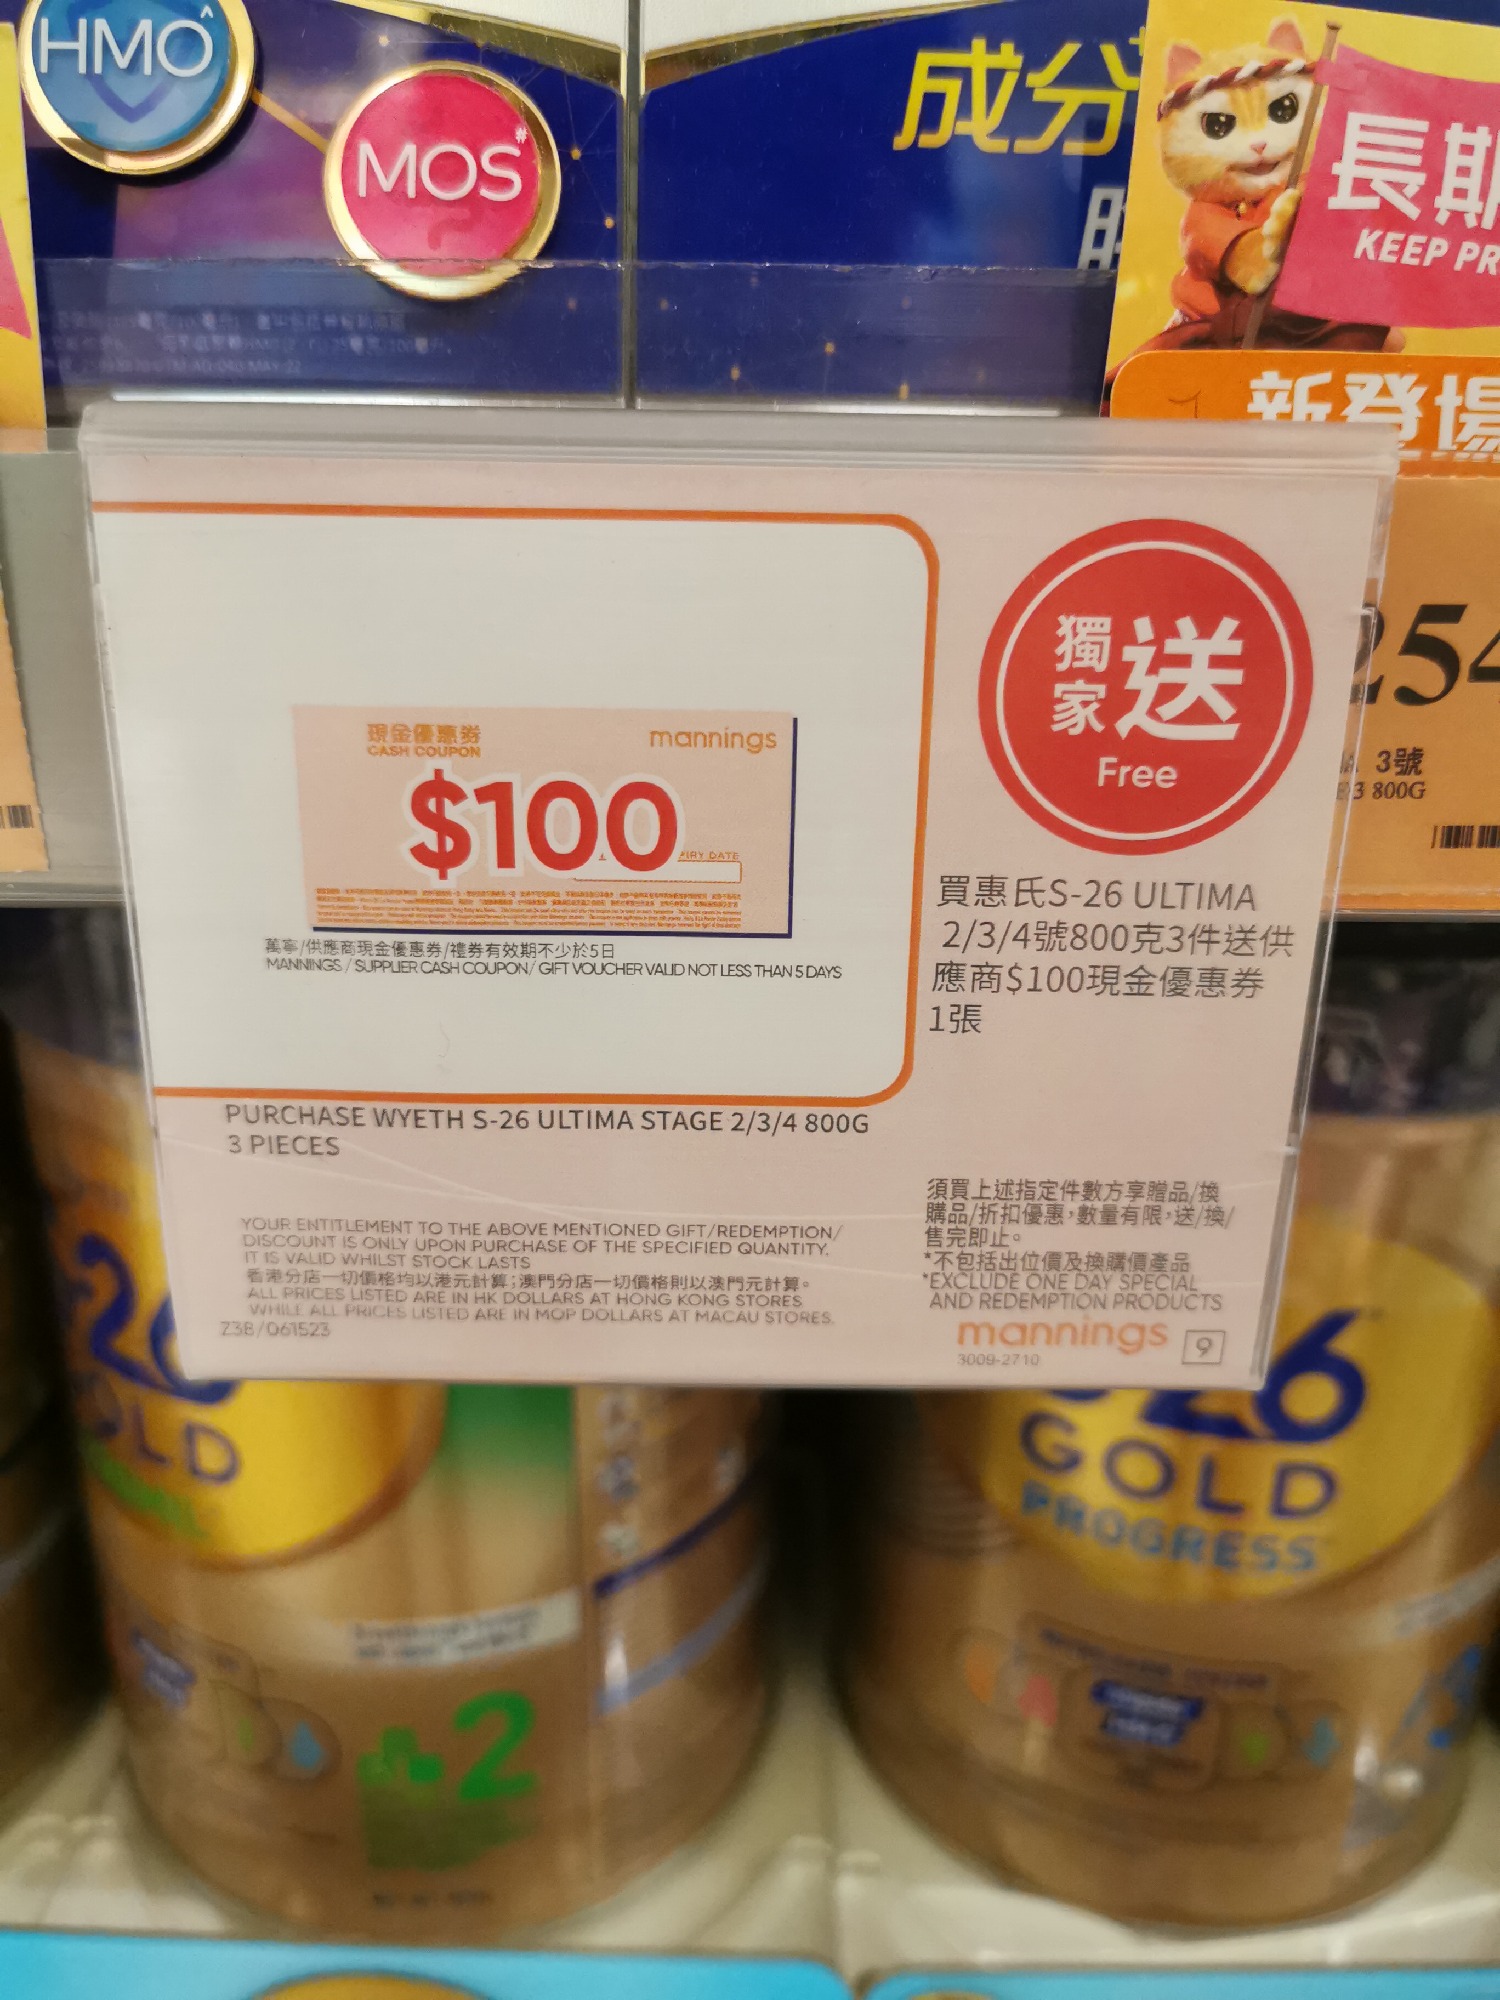 HMO^
MOS#
成分
長期
KEEP PR
新登場
254
3號
3 800G
獨家送
Free
現金優惠券
CASH COUPON
mannings
$100
IRY DATE
萬寧/供應商現金優惠券/禮券有效期不少於5日
MANNINGS / SUPPLIER CASH COUPON/ GIFT VOUCHER VALID NOT LESS THAN 5 DAYS
買惠氏S-26 ULTIMA
2/3/4號800克3件送供
應商$100現金優惠券
1張
PURCHASE WYETH S-26 ULTIMA STAGE 2/3/4 800G
3 PIECES
YOUR ENTITLEMENT TO THE ABOVE MENTIONED GIFT/REDEMPTION/
DISCOUNT IS ONLY UPON PURCHASE OF THE SPECIFIED QUANTITY.
IT IS VALID WHILST STOCK LASTS
香港分店一切價格均以港元計算;澳門分店一切價格則以澳門元計算。
ALL PRICES LISTED ARE IN HK DOLLARS AT HONG KONG STORES
WHILE ALL PRICES LISTED ARE IN MOP DOLLARS AT MACAU STORES.
Z3B/061523
須買上述指定件數方享贈品/換
購品/折扣優惠,數量有限,送/換/
售完即止。
*不包括出位價及換購價產品
*EXCLUDE ONE DAY SPECIAL
AND REDEMPTION PRODUCTS
mannings 9
3009-2710
26
OLD
2
26
GOLD
PROGRESS